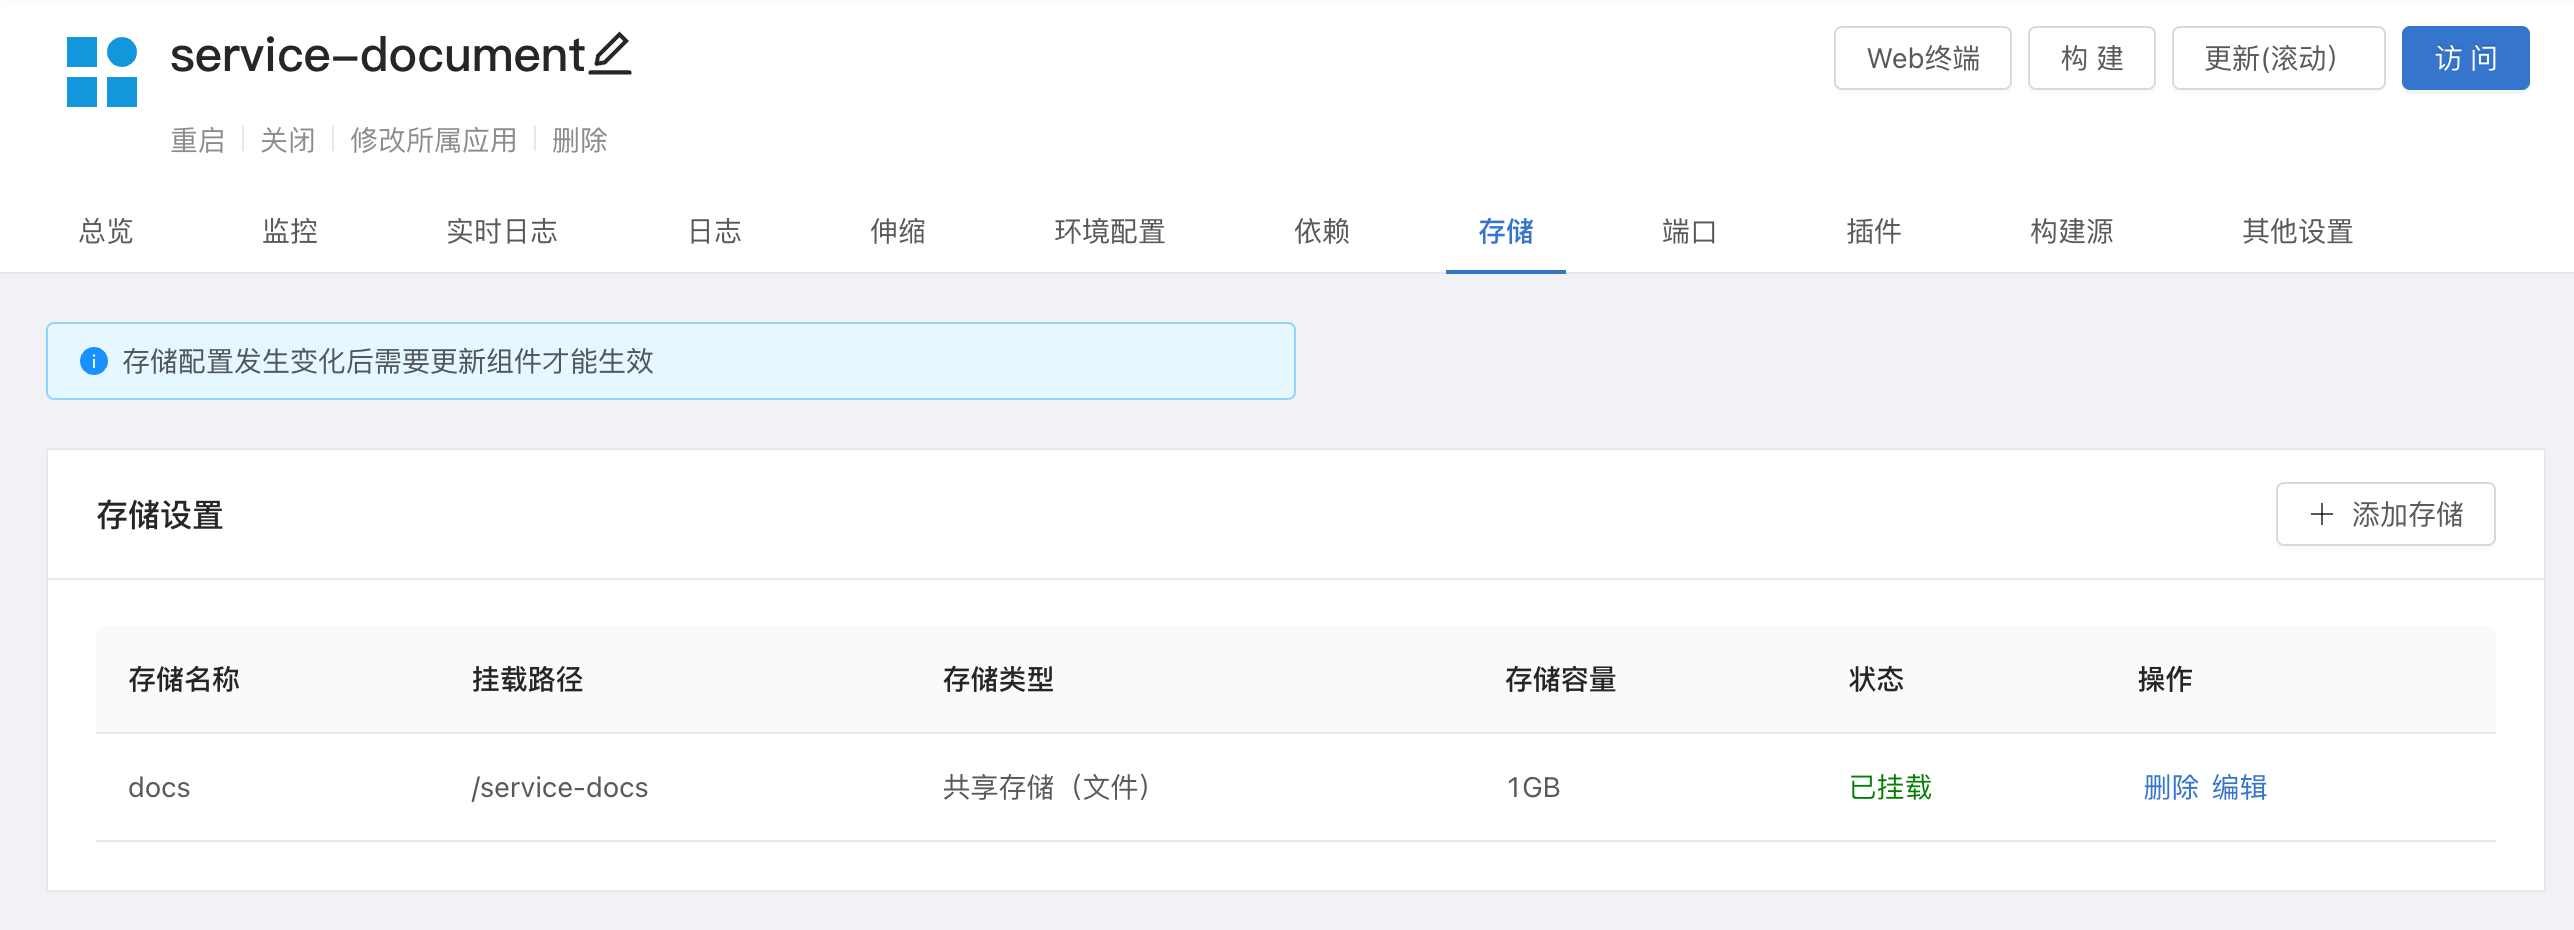 service-document
Web终端 构 建 更新(滚动） 访 问
重启 关闭 修改所属应用 删除
总览 监控 实时日志 日志 伸缩 环境配置 依赖 存储 端口 插件 构建源 其他设置
存储配置发生变化后需要更新组件才能生效
存储设置
添加存储
存储名称 挂载路径 存储类型 存储容量 状态 操作
docs /service-docs 共享存储（文件） 1GB 已挂载 删除 编辑